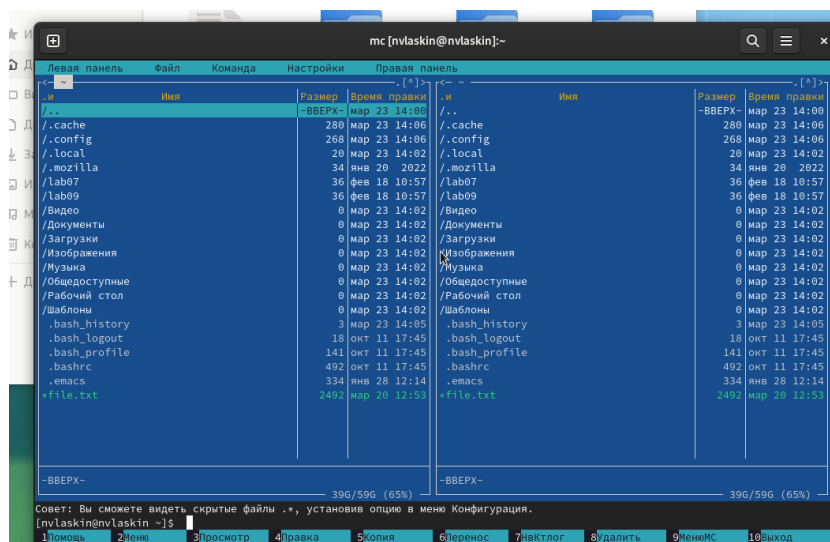 mc [nvlaskin@nvlaskin]:~
Левая панель Файл Команда Настройки Правая панель
<— ~ .[^]> <— ~ .[^]>
.и Имя Размер Время правки .и Имя Размер Время правки
/.. -ВВЕРХ- мар 23 14:00 /.. -ВВЕРХ- мар 23 14:00
/.cache 280 мар 23 14:06 /.cache 280 мар 23 14:06
/.config 268 мар 23 14:06 /.config 268 мар 23 14:06
/.local 20 мар 23 14:02 /.local 20 мар 23 14:02
/.mozilla 34 янв 20 2022 /.mozilla 34 янв 20 2022
/lab07 36 фев 18 10:57 /lab07 36 фев 18 10:57
/lab09 36 фев 18 10:57 /lab09 36 фев 18 10:57
/Видео 0 мар 23 14:02 /Видео 0 мар 23 14:02
/Документы 0 мар 23 14:02 /Документы 0 мар 23 14:02
/Загрузки 0 мар 23 14:02 /Загрузки 0 мар 23 14:02
/Изображения 0 мар 23 14:02 /Изображения 0 мар 23 14:02
/Музыка 0 мар 23 14:02 /Музыка 0 мар 23 14:02
/Общедоступные 0 мар 23 14:02 /Общедоступные 0 мар 23 14:02
/Рабочий стол 0 мар 23 14:02 /Рабочий стол 0 мар 23 14:02
/Шаблоны 0 мар 23 14:02 /Шаблоны 0 мар 23 14:02
.bash_history 3 мар 23 14:05 .bash_history 3 мар 23 14:05
.bash_logout 18 окт 11 17:45 .bash_logout 18 окт 11 17:45
.bash_profile 141 окт 11 17:45 .bash_profile 141 окт 11 17:45
.bashrc 492 окт 11 17:45 .bashrc 492 окт 11 17:45
.emacs 334 янв 28 12:14 .emacs 334 янв 28 12:14
*file.txt 2492 мар 20 12:53 *file.txt 2492 мар 20 12:53
-ВВЕРХ- -ВВЕРХ-
39G/59G (65%) 39G/59G (65%)
Совет: Вы сможете видеть скрытые файлы .*, установив опцию в меню Конфигурация.
[nvlaskin@nvlaskin ~]$
1Помощь 2Меню 3Просмотр 4Правка 5Копия 6Перенос 7НвКтлог 8Удалить 9МенюМС 10Выход